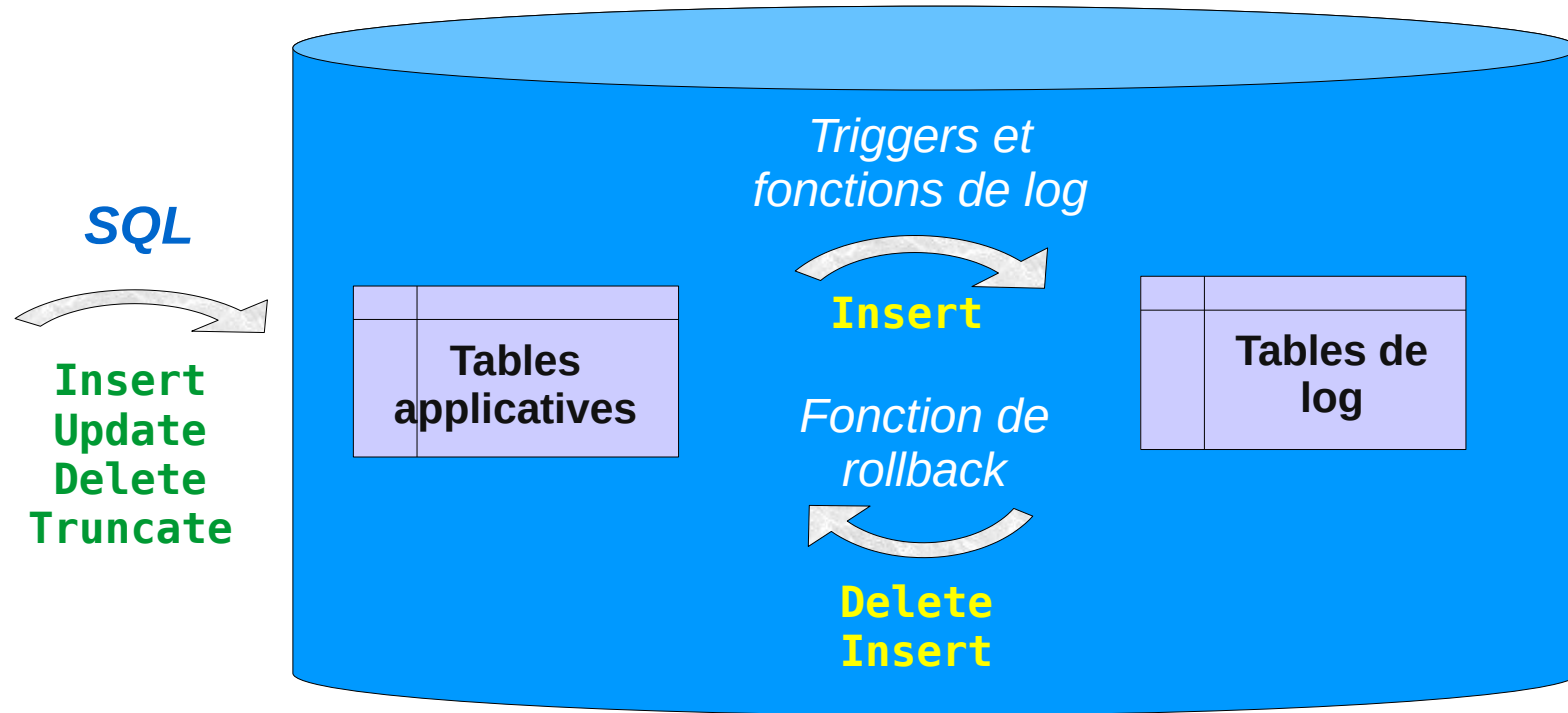 SQL
Insert
Update
Delete
Truncate
Tables
applicatives
Triggers et
fonctions de log
Insert
Fonction de
rollback
Delete
Insert
Tables de
log